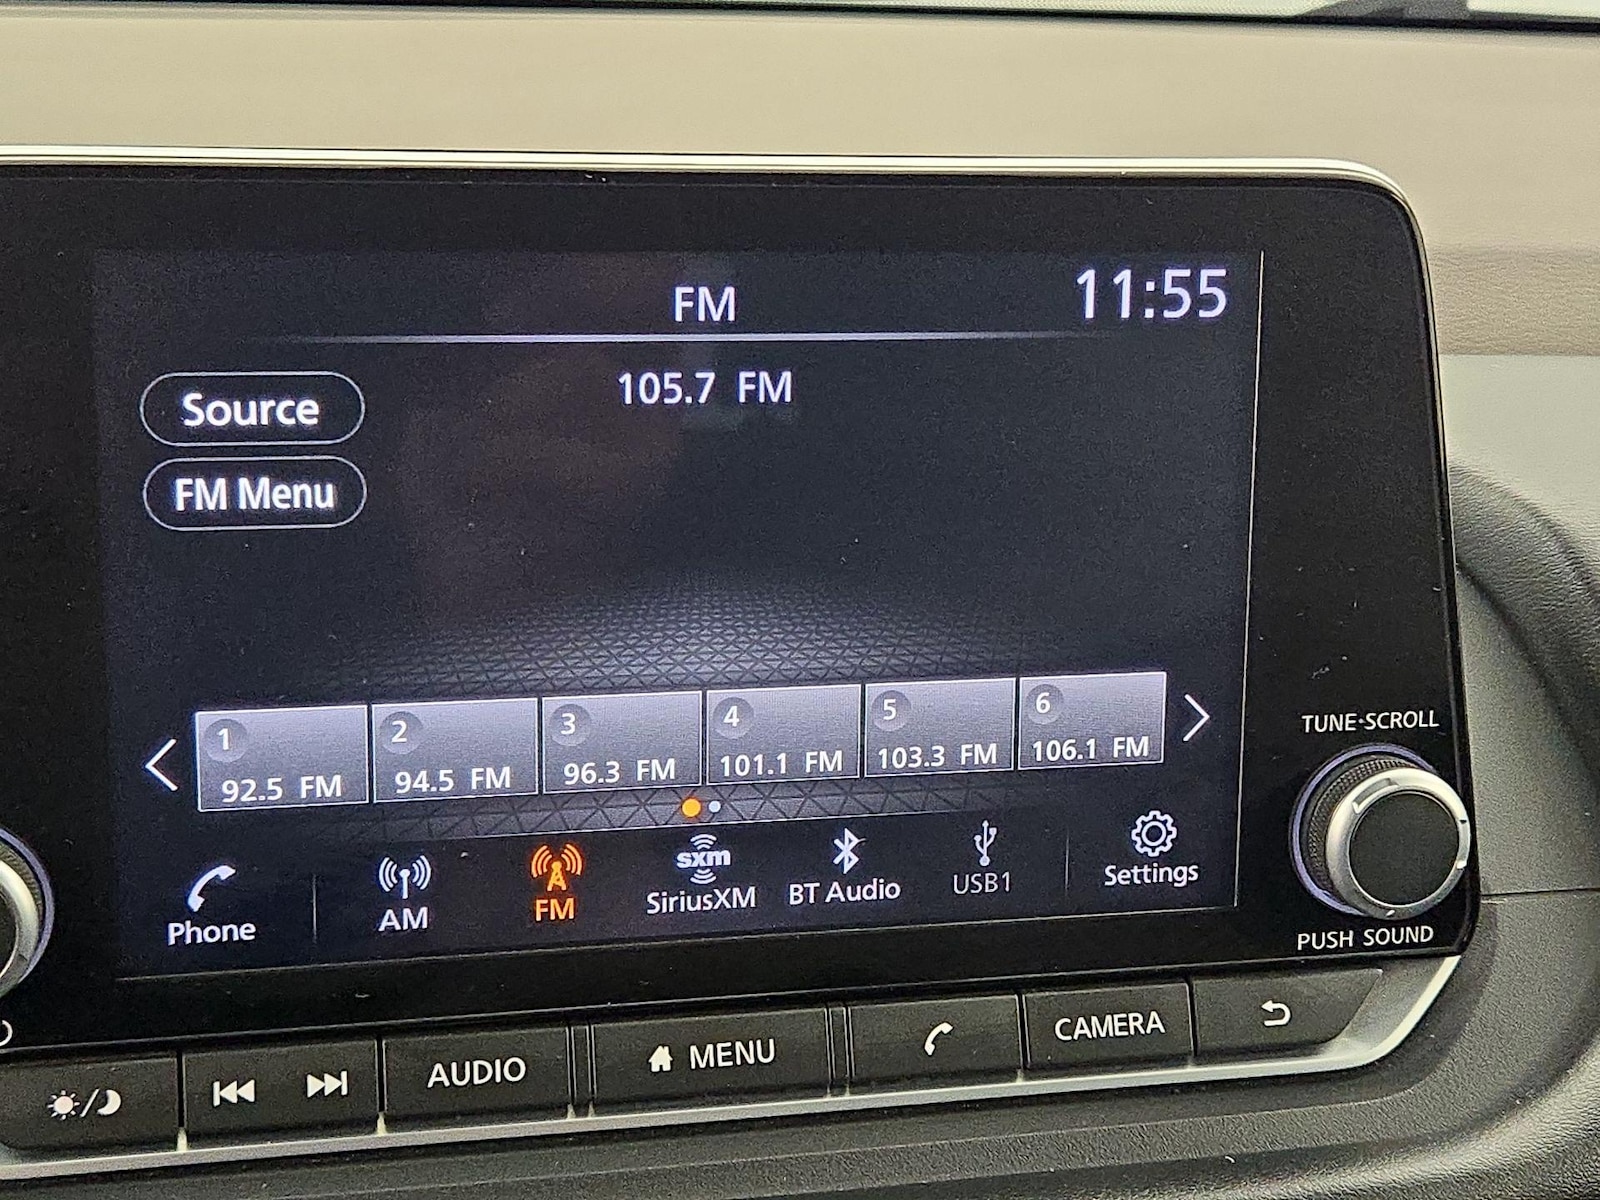 FM
11:55
105.7 FM
Source
FM Menu
1
92.5 FM
2
94.5 FM
3
96.3 FM
4
101.1 FM
5
103.3 FM
6
106.1 FM
TUNE·SCROLL
Phone
AM
FM
sxm
SiriusXM
BT Audio
USB1
Settings
PUSH SOUND
AUDIO
MENU
CAMERA